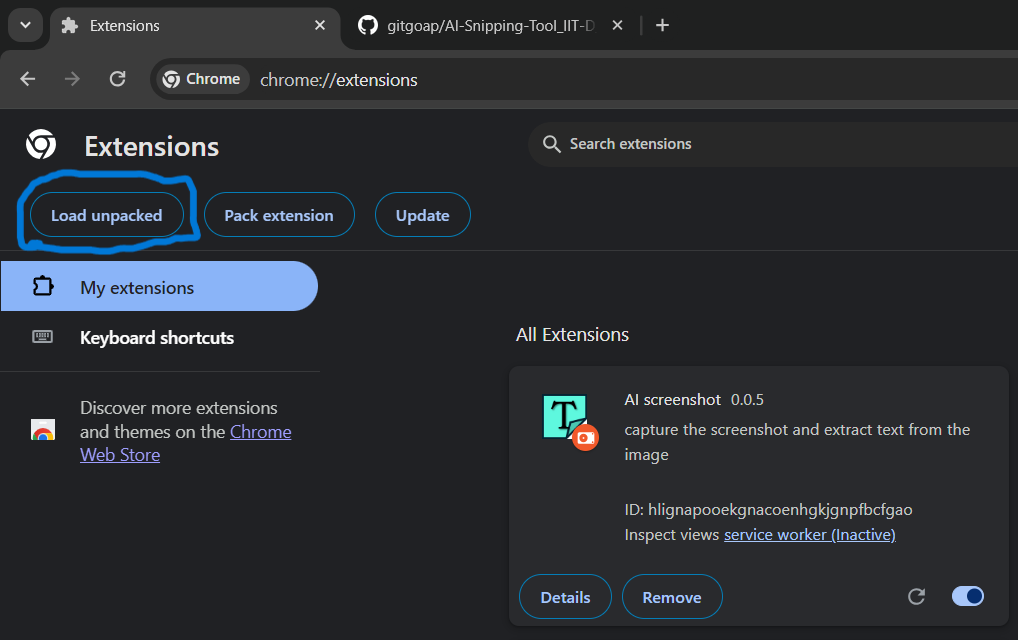 Extensions
gitgoap/AI-Snipping-Tool_IIT-D
Chrome
chrome://extensions
Extensions
Search extensions
Load unpacked
Pack extension
Update
My extensions
Keyboard shortcuts
Discover more extensions
and themes on the Chrome
Web Store
All Extensions
T
AI screenshot 0.0.5
capture the screenshot and extract text from the
image
ID: hlignapooekgnacoenhgkjgnpfbcfgao
Inspect views service worker (Inactive)
Details
Remove